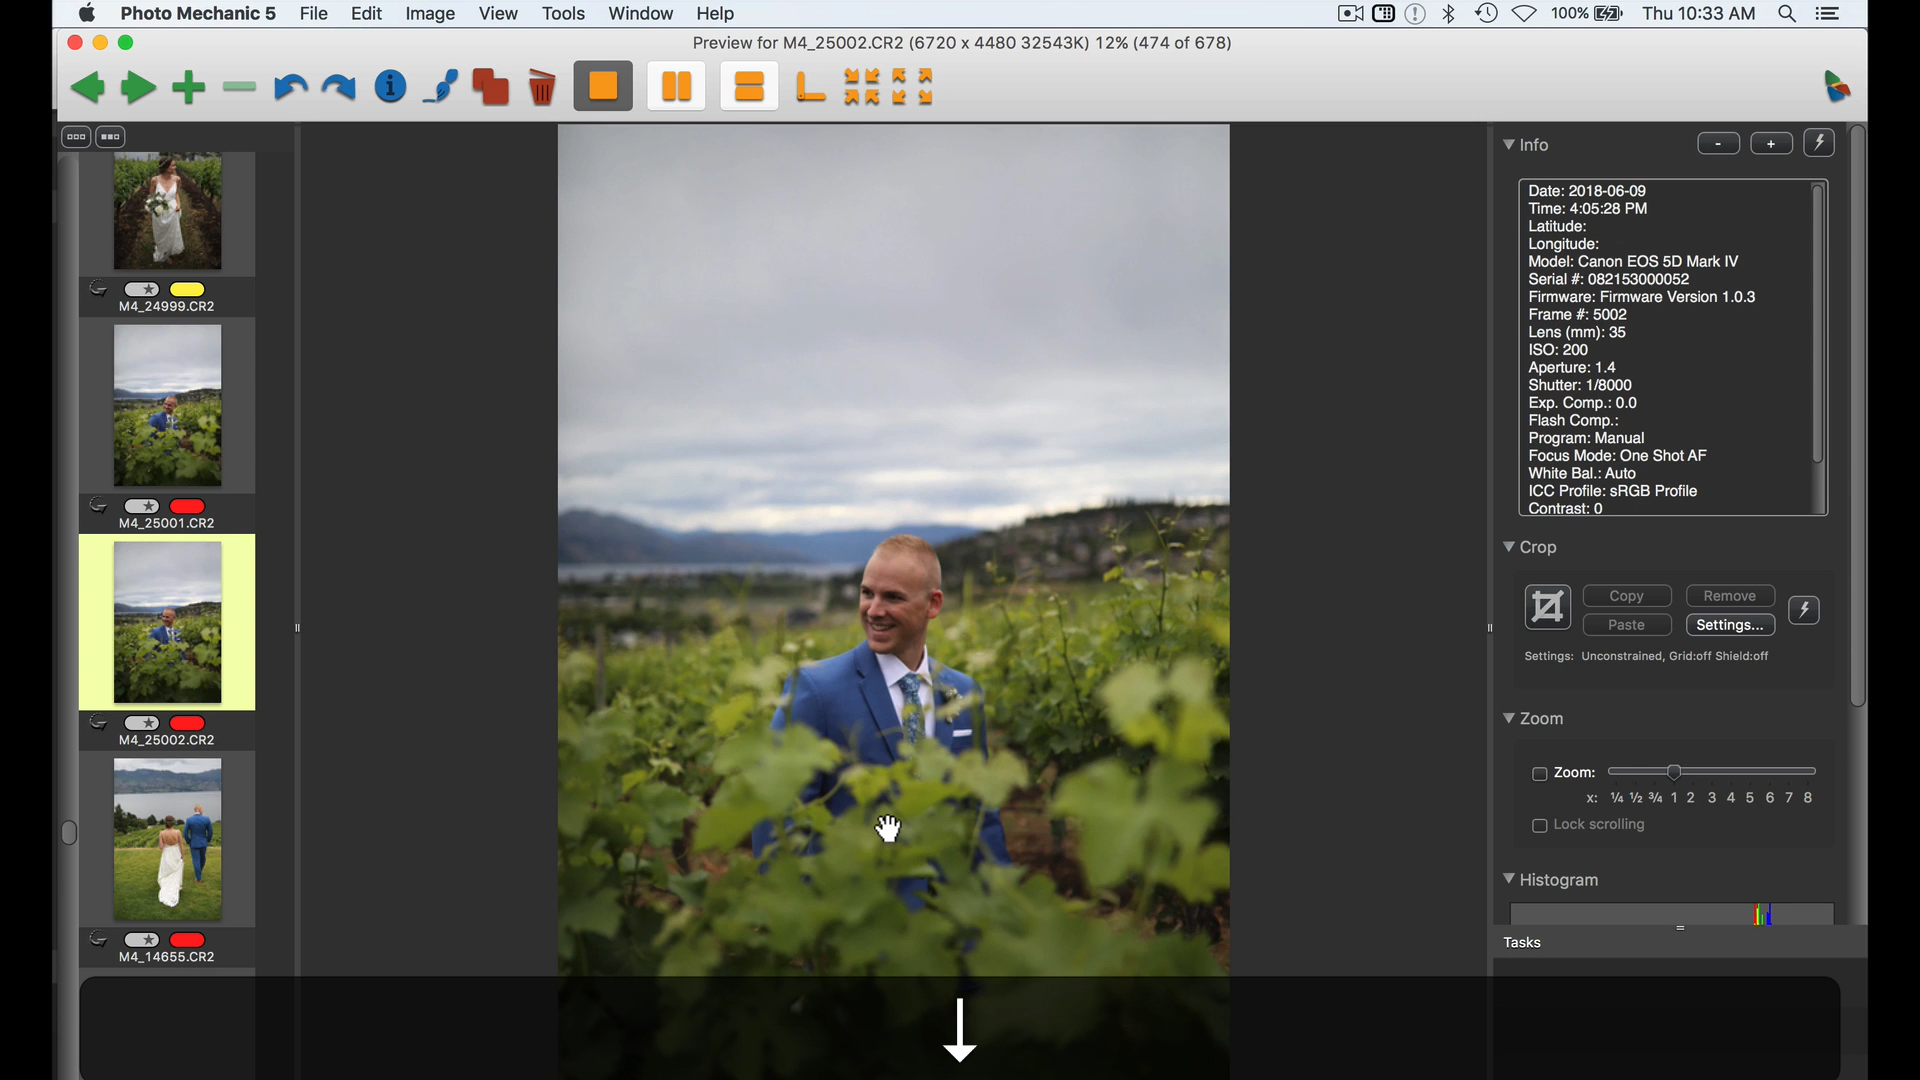 Photo Mechanic 5 File Edit Image View Tools Window Help 100% Thu 10:33 AM
Preview for M4_25002.CR2 (6720 x 4480 32543K) 12% (474 of 678)
M4_24999.CR2
M4_25001.CR2
M4_25002.CR2
M4_14655.CR2
Info - +
Date: 2018-06-09
Time: 4:05:28 PM
Latitude:
Longitude:
Model: Canon EOS 5D Mark IV
Serial #: 082153000052
Firmware: Firmware Version 1.0.3
Frame #: 5002
Lens (mm): 35
ISO: 200
Aperture: 1.4
Shutter: 1/8000
Exp. Comp.: 0.0
Flash Comp.:
Program: Manual
Focus Mode: One Shot AF
White Bal.: Auto
ICC Profile: sRGB Profile
Contrast: 0
Crop
Copy Remove
Paste Settings...
Settings: Unconstrained, Grid:off Shield:off
Zoom
Zoom:
x: ¼ ½ ¾ 1 2 3 4 5 6 7 8
Lock scrolling
Histogram
Tasks